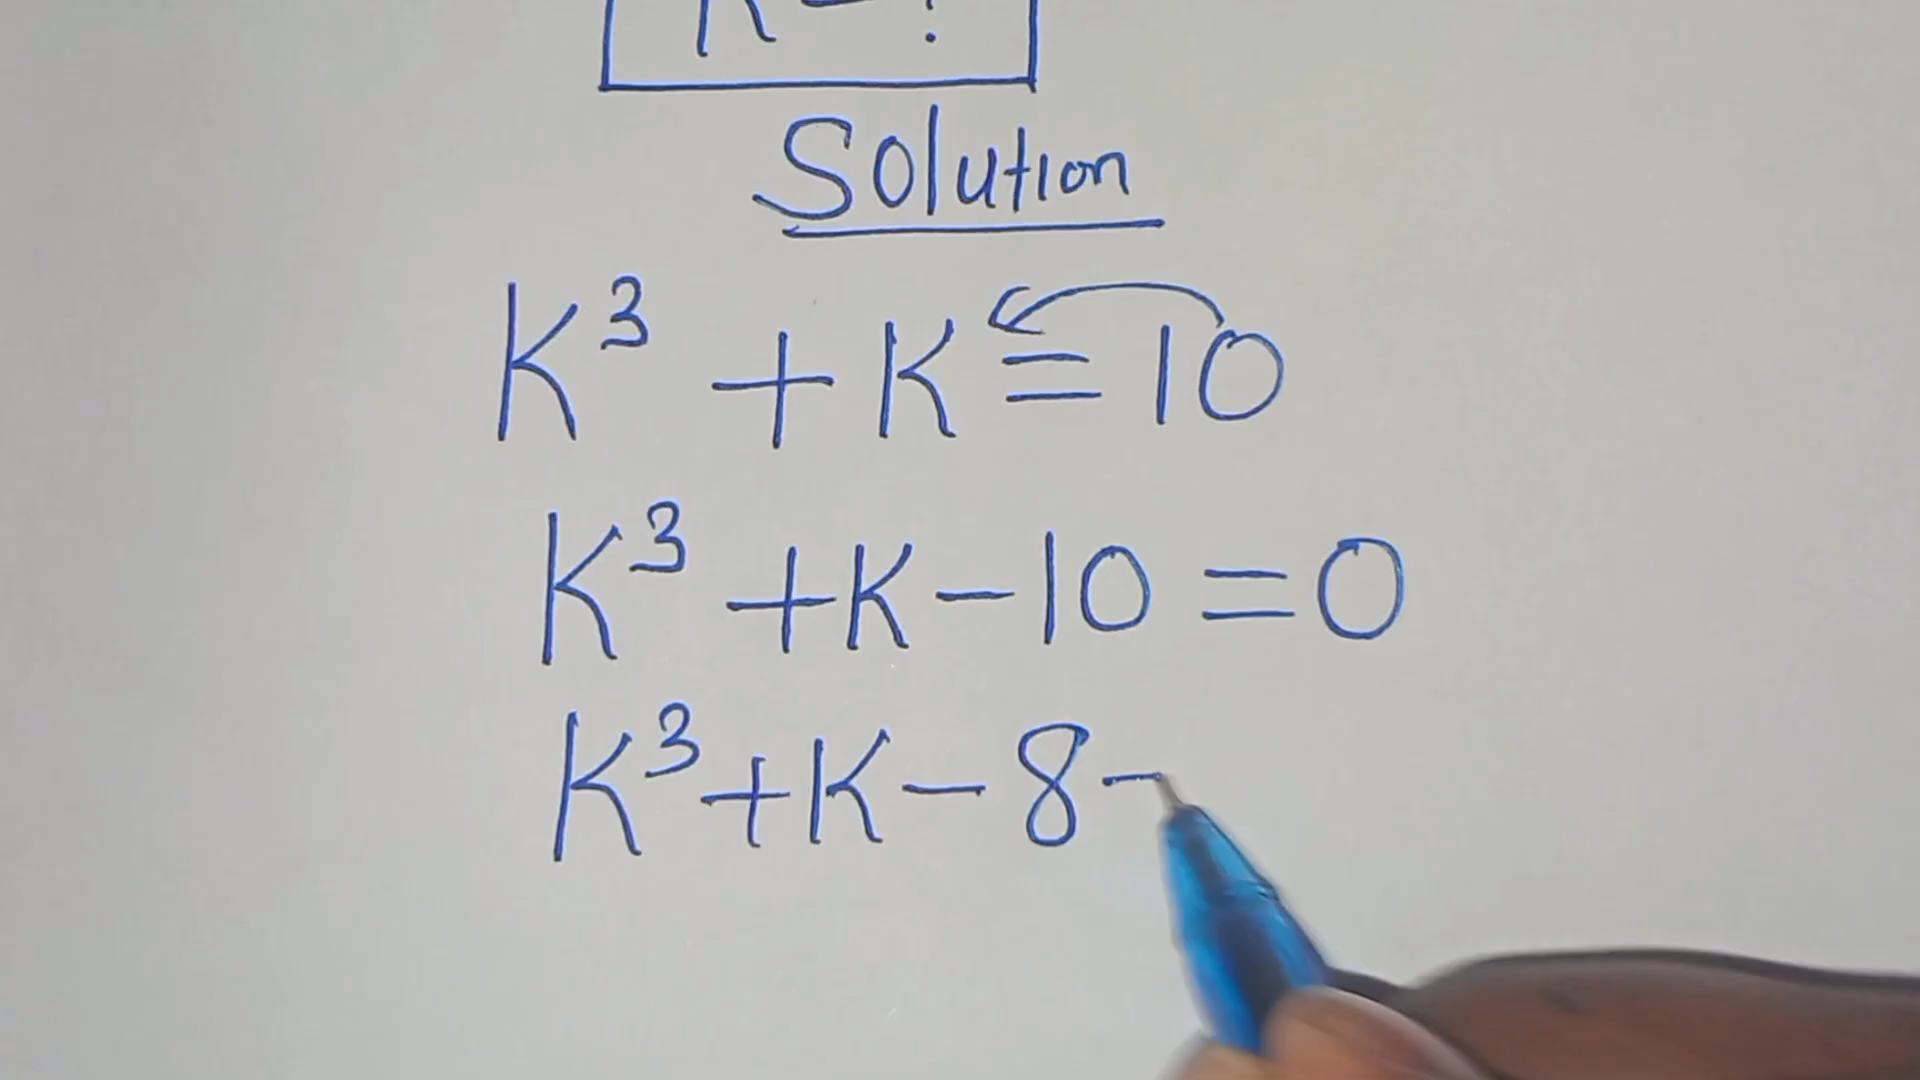 K = ?
Solution
K³ + K = 10
K³ + K - 10 = 0
K³ + K - 8 -